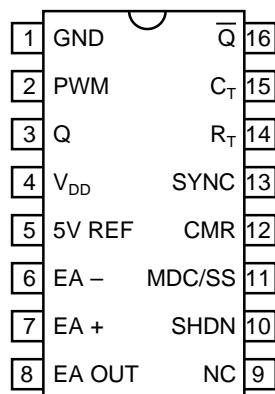 1 GND Q̅ 16
2 PWM C_T 15
3 Q R_T 14
4 V_DD SYNC 13
5 5V REF CMR 12
6 EA – MDC/SS 11
7 EA + SHDN 10
8 EA OUT NC 9